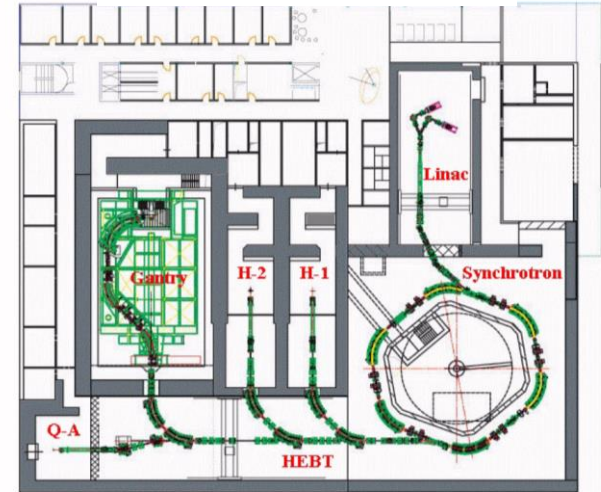 Linac
Gantry
H-2
H-1
Synchrotron
Q-A
HEBT